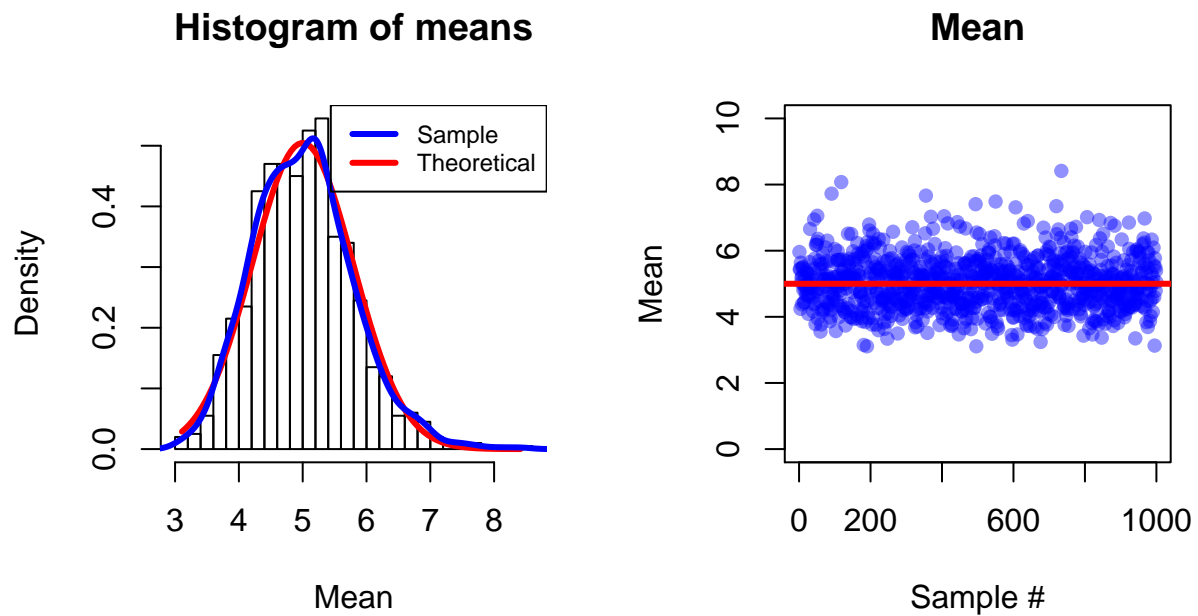 Histogram of means
Sample
Theoretical
Density
0.0
0.2
0.4
3 4 5 6 7 8
Mean
Mean
Mean
0
2
4
6
8
10
0 200 600 1000
Sample #